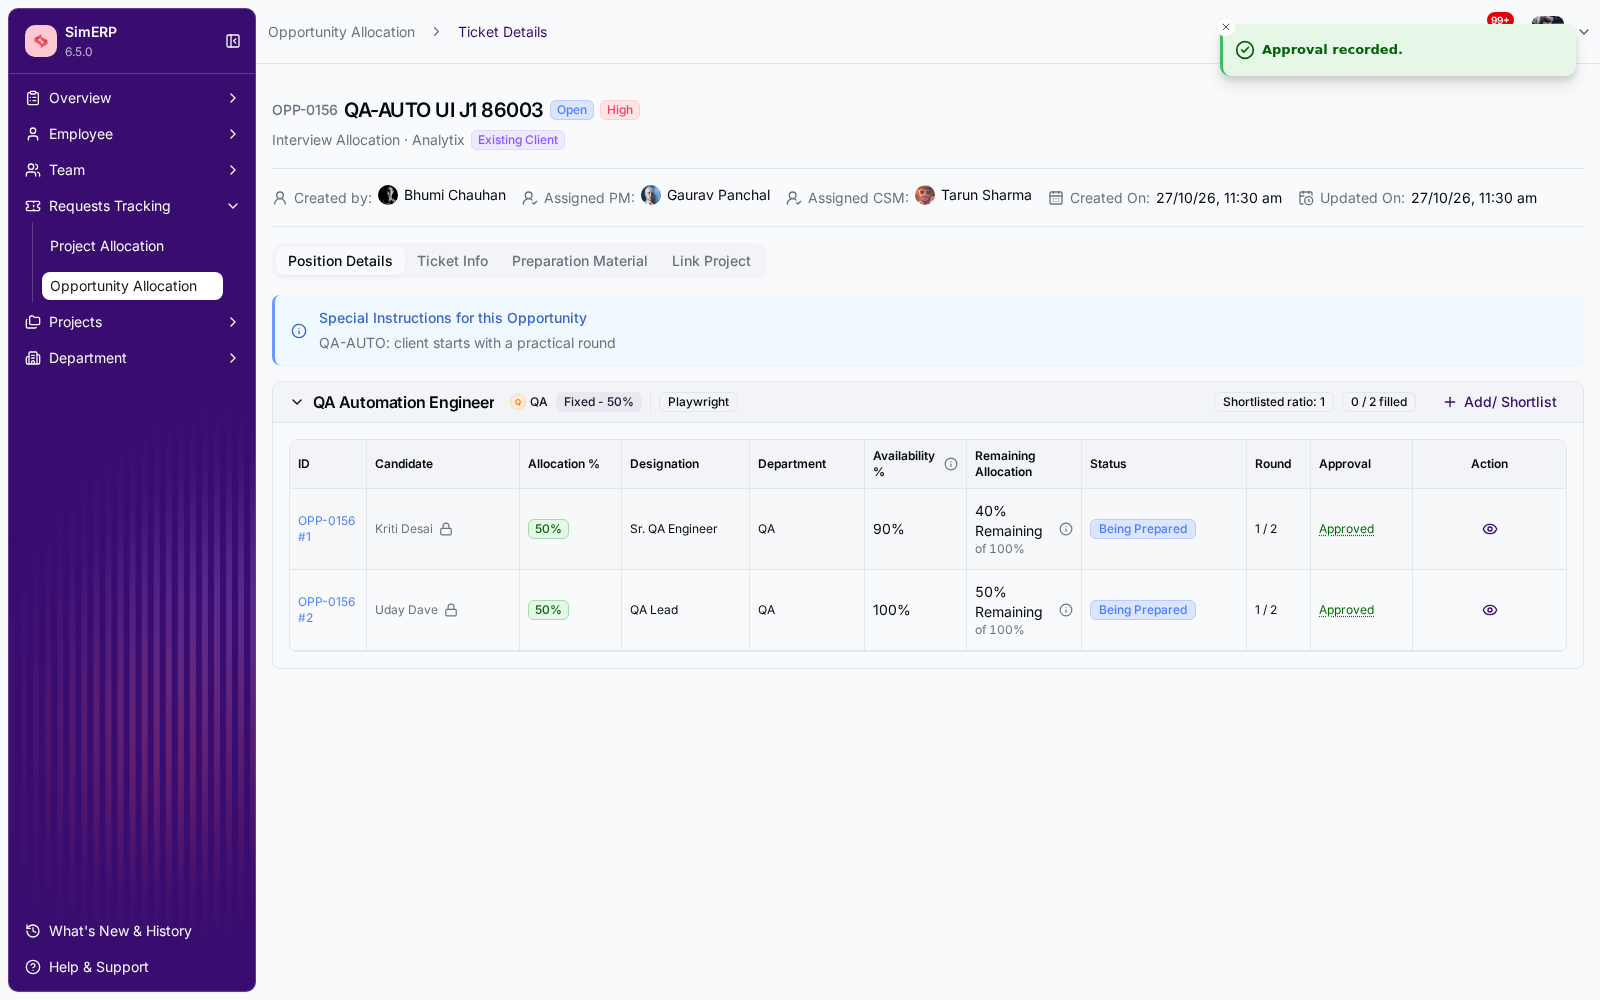 SimERP
6.5.0
Overview
Employee
Team
Requests Tracking
Project Allocation
Opportunity Allocation
Projects
Department
What's New & History
Help & Support
Opportunity Allocation
Ticket Details
99+
Approval recorded.
OPP-0156 QA-AUTO UI J1 86003 Open High
Interview Allocation · Analytix Existing Client
Created by: Bhumi Chauhan Assigned PM: Gaurav Panchal Assigned CSM: Tarun Sharma Created On: 27/10/26, 11:30 am Updated On: 27/10/26, 11:30 am
Position Details Ticket Info Preparation Material Link Project
Special Instructions for this Opportunity
QA-AUTO: client starts with a practical round
QA Automation Engineer Q QA Fixed - 50% Playwright Shortlisted ratio: 1 0 / 2 filled Add/ Shortlist
ID Candidate Allocation % Designation Department Availability % Remaining Allocation Status Round Approval Action
OPP-0156 #1 Kriti Desai 50% Sr. QA Engineer QA 90% 40% Remaining of 100% Being Prepared 1 / 2 Approved
OPP-0156 #2 Uday Dave 50% QA Lead QA 100% 50% Remaining of 100% Being Prepared 1 / 2 Approved